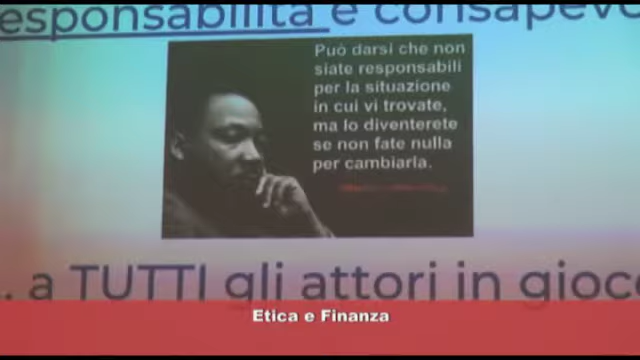 esponsabilità e consapevo
Può darsi che non
siate responsabili
per la situazione
in cui vi trovate,
ma lo diventerete
se non fate nulla
per cambiarla.
.. a TUTTI gli attori in gioco
Etica e Finanza